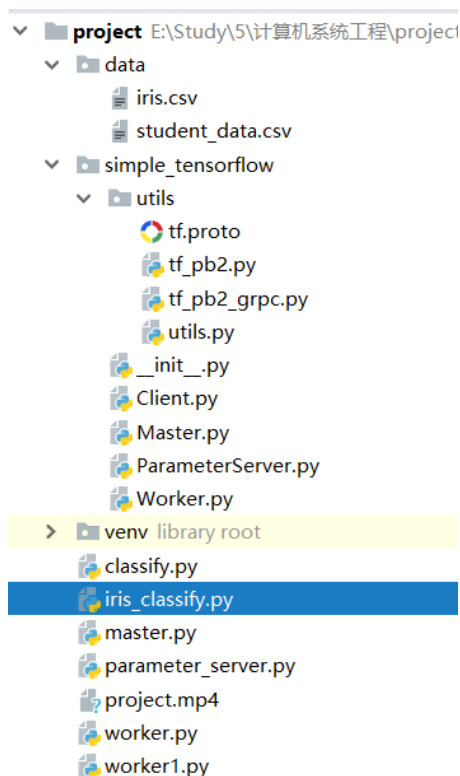 project E:\Study\5\计算机系统工程\project
data
iris.csv
student_data.csv
simple_tensorflow
utils
tf.proto
tf_pb2.py
tf_pb2_grpc.py
utils.py
__init__.py
Client.py
Master.py
ParameterServer.py
Worker.py
venv library root
classify.py
iris_classify.py
master.py
parameter_server.py
project.mp4
worker.py
worker1.py